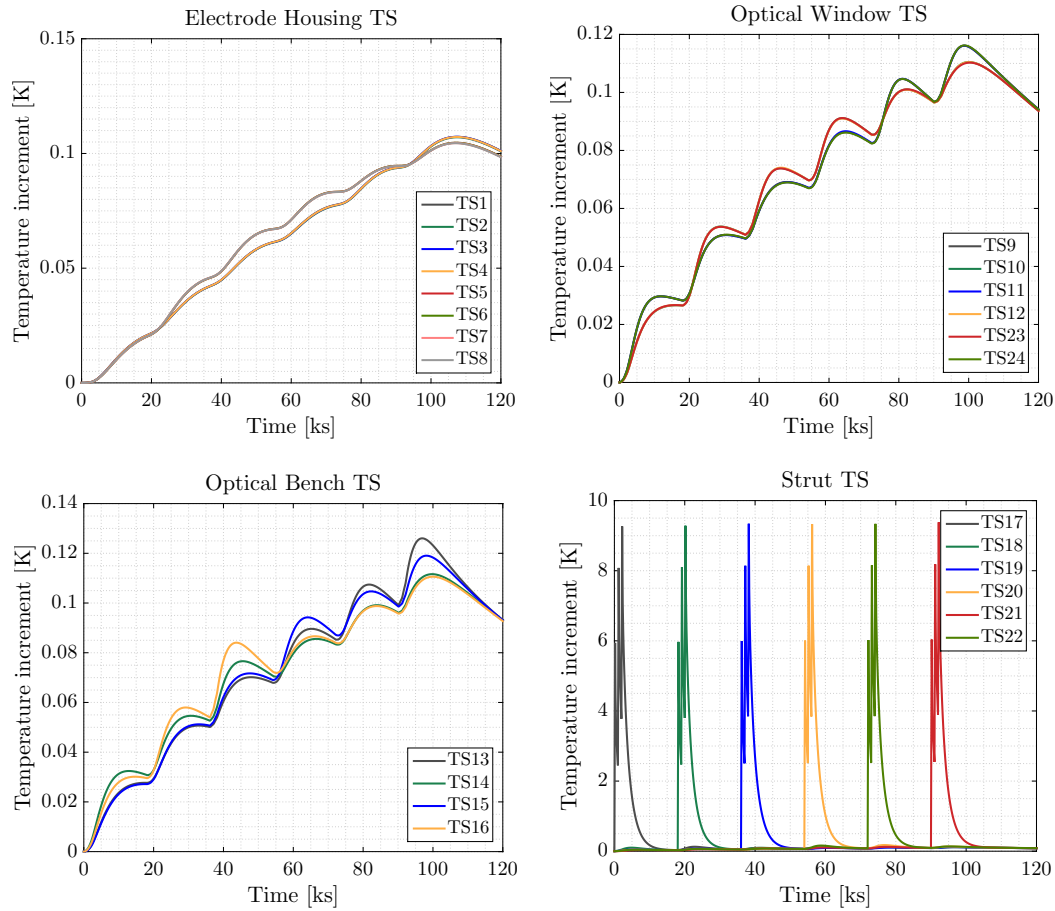 Electrode Housing TS
Temperature increment [K]
0.15
0.1
0.05
0
0 20 40 60 80 100 120
Time [ks]
TS1
TS2
TS3
TS4
TS5
TS6
TS7
TS8
Optical Window TS
Temperature increment [K]
0.12
0.1
0.08
0.06
0.04
0.02
0
0 20 40 60 80 100 120
Time [ks]
TS9
TS10
TS11
TS12
TS23
TS24
Optical Bench TS
Temperature increment [K]
0.14
0.12
0.1
0.08
0.06
0.04
0.02
0
0 20 40 60 80 100 120
Time [ks]
TS13
TS14
TS15
TS16
Strut TS
Temperature increment [K]
10
8
6
4
2
0
0 20 40 60 80 100 120
Time [ks]
TS17
TS18
TS19
TS20
TS21
TS22